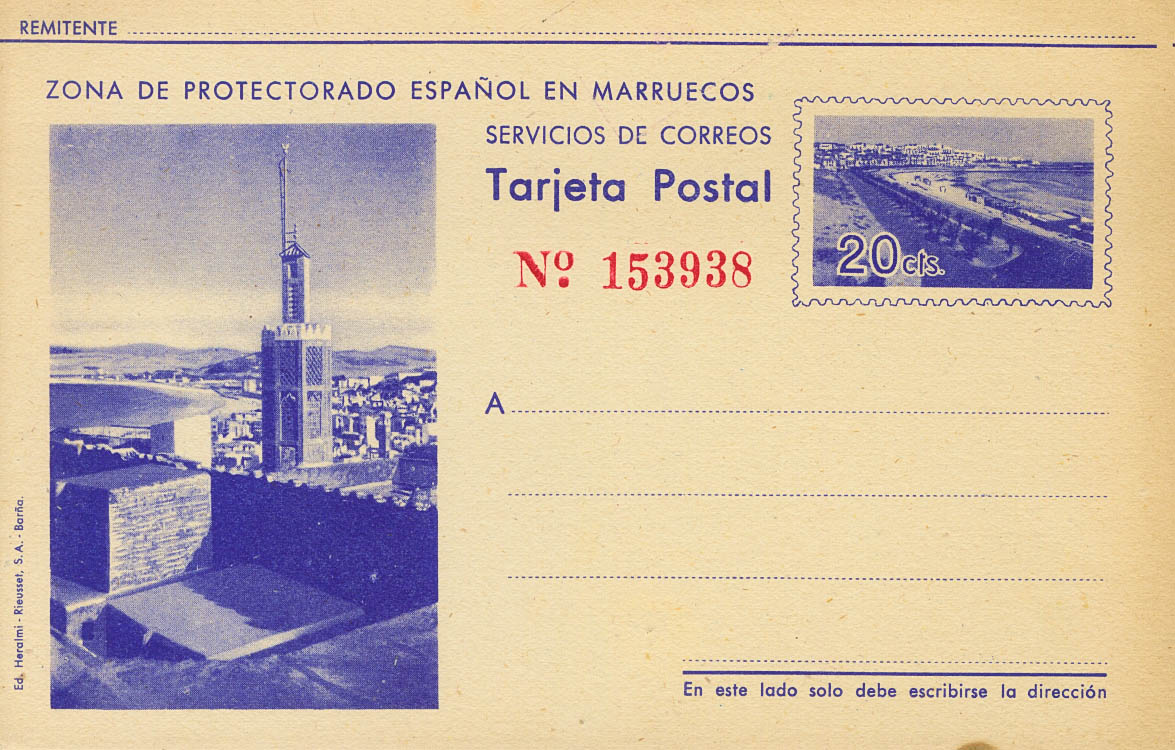 REMITENTE
ZONA DE PROTECTORADO ESPAÑOL EN MARRUECOS
SERVICIOS DE CORREOS
Tarjeta Postal
Nº 153938
20 cts.
A
En este lado solo debe escribirse la dirección
Ed. Heralmi - Rieusset, S. A. - Barña.